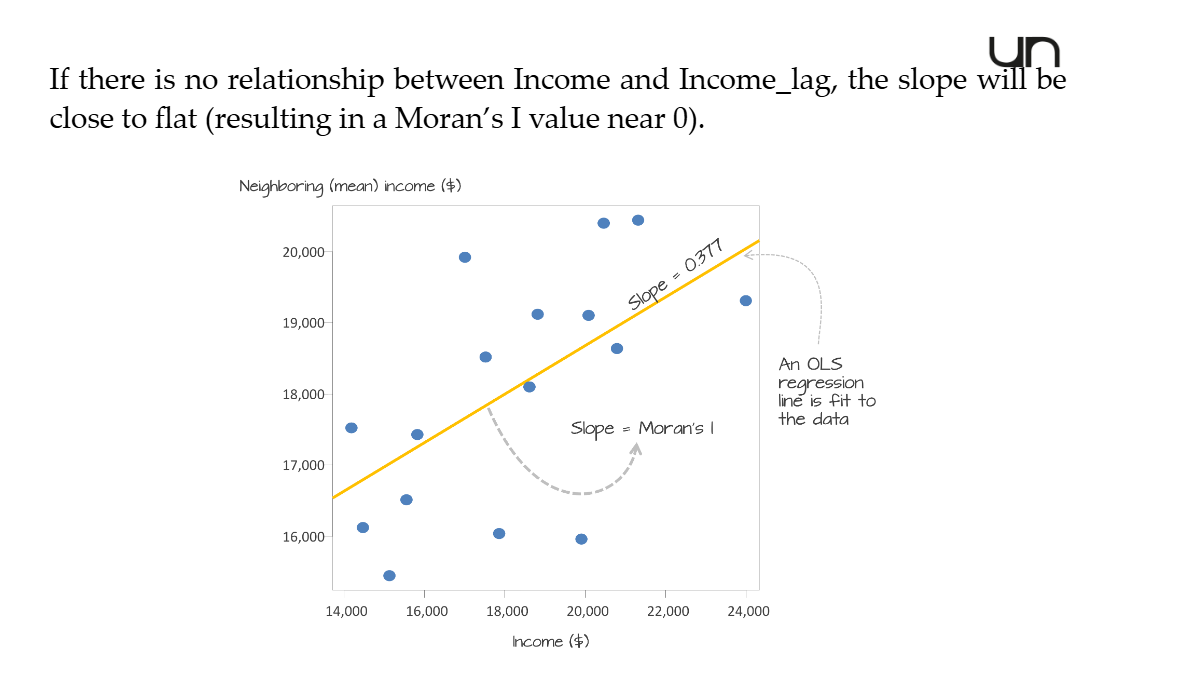 un
If there is no relationship between Income and Income_lag, the slope will be
close to flat (resulting in a Moran’s I value near 0).
Neighboring (mean) income ($)
20,000
19,000
18,000
17,000
16,000
Slope = 0.377
Slope = Moran's I
An OLS
regression
line is fit to
the data
14,000 16,000 18,000 20,000 22,000 24,000
Income ($)